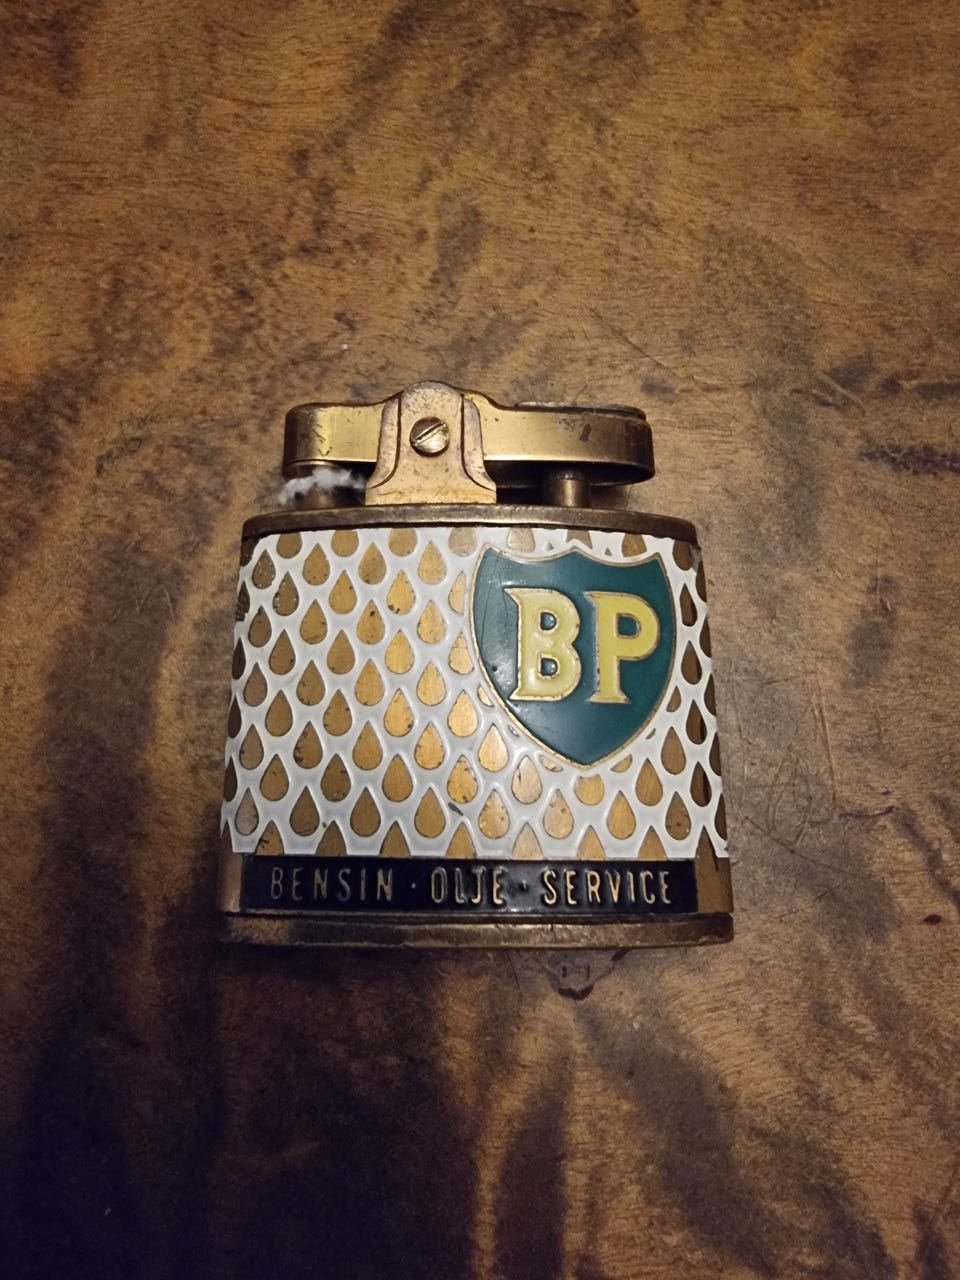 BP
BENSIN · OLJE · SERVICE